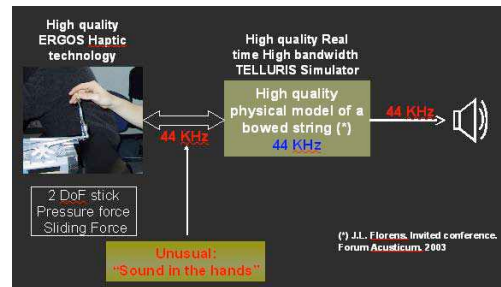 High quality
ERGOS Haptic
technology
High quality Real
time High bandwidth
TELLURIS Simulator
High quality
physical model of a
bowed string (*)
44 KHz
44 KHz
44 KHz
2 DoF stick
Pressure force
Sliding Force
Unusual:
"Sound in the hands"
(*) J.L. Florens. Invited conference.
Forum Acusticum. 2003